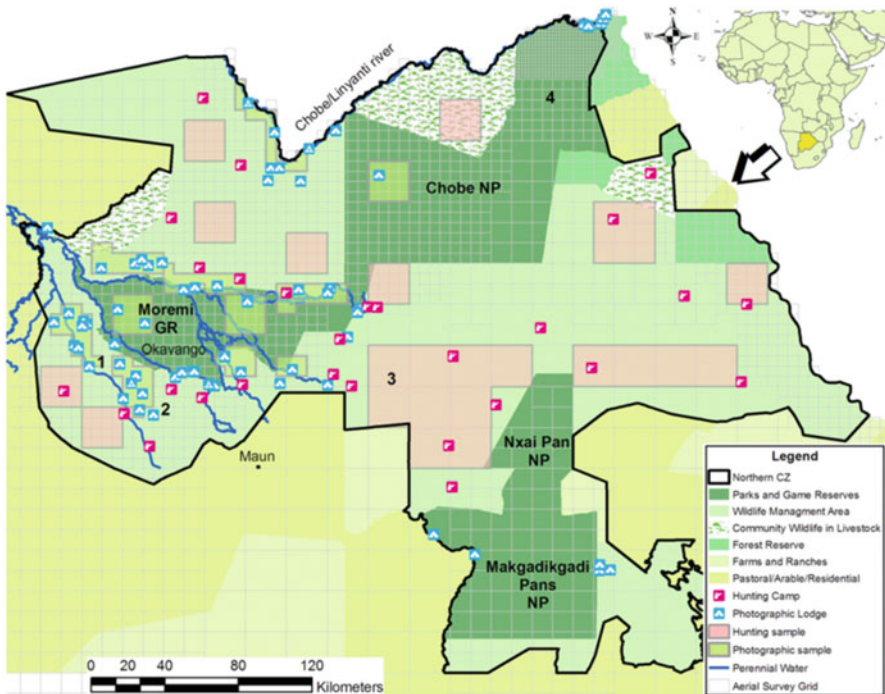 Chobe/Linyanti river
N
W
E
S
4
Chobe NP
Moremi
GR
Okavango
1
2
3
Maun
Nxai Pan
NP
Makgadikgadi
Pans
NP
0 20 40 80 120
Kilometers
Legend
Northern CZ
Parks and Game Reserves
Wildlife Managment Area
Community Wildlife in Livestock
Forest Reserve
Farms and Ranches
Pastoral/Arable/Residential
Hunting Camp
Photographic Lodge
Hunting sample
Photographic sample
Perennial Water
Aerial Survey Grid